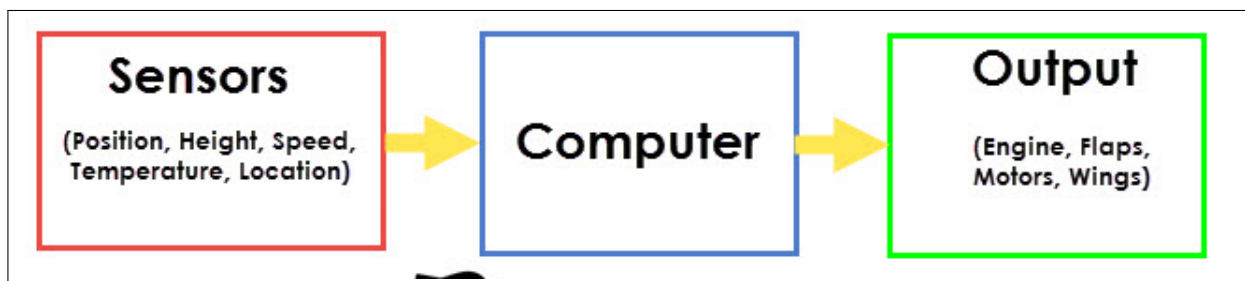 Sensors
(Position, Height, Speed,
Temperature, Location)
Computer
Output
(Engine, Flaps,
Motors, Wings)